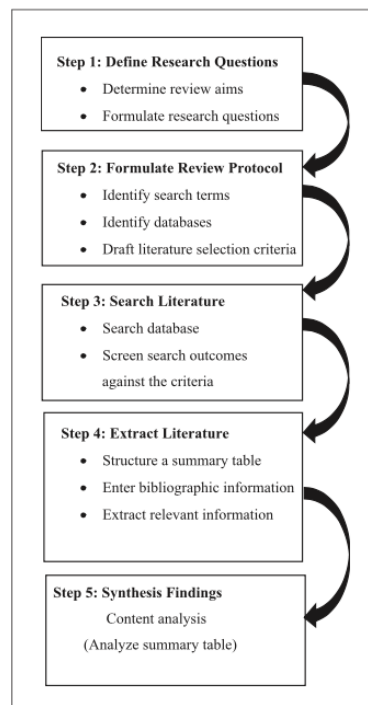 Step 1: Define Research Questions
• Determine review aims
• Formulate research questions
Step 2: Formulate Review Protocol
• Identify search terms
• Identify databases
• Draft literature selection criteria
Step 3: Search Literature
• Search database
• Screen search outcomes
against the criteria
Step 4: Extract Literature
• Structure a summary table
• Enter bibliographic information
• Extract relevant information
Step 5: Synthesis Findings
Content analysis
(Analyze summary table)